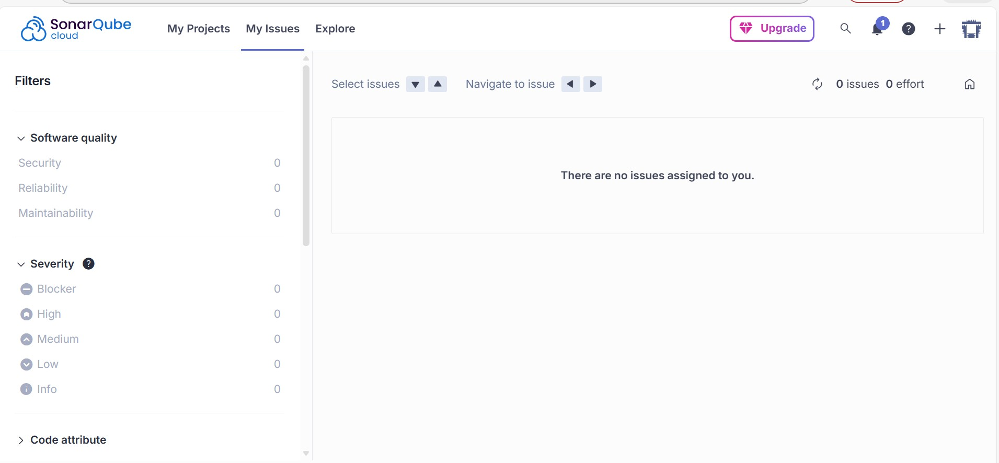 SonarQube
cloud
My Projects
My Issues
Explore
Upgrade
1
?
Filters
Software quality
Security 0
Reliability 0
Maintainability 0
Severity ?
Blocker 0
High 0
Medium 0
Low 0
Info 0
Code attribute
Select issues
Navigate to issue
0 issues 0 effort
There are no issues assigned to you.